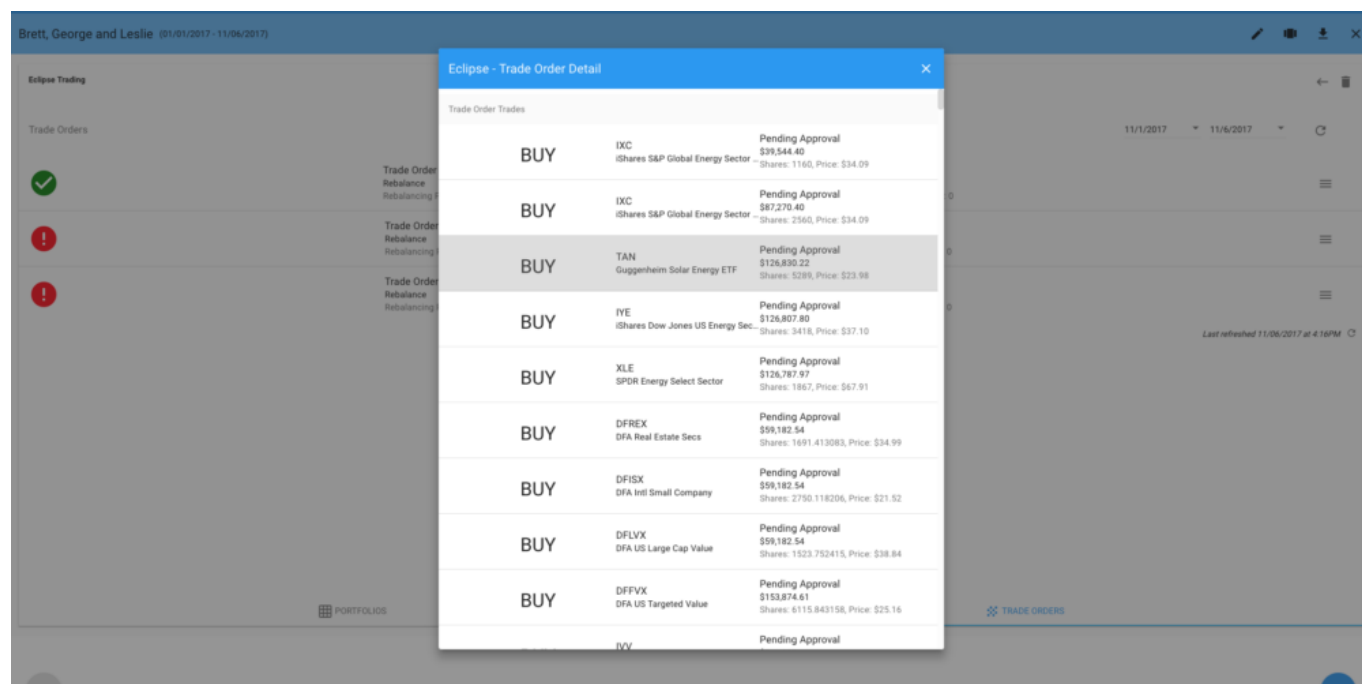 Brett, George and Leslie (01/01/2017 - 11/06/2017)
Eclipse - Trade Order Detail
Eclipse Trading
Trade Order Trades
Trade Orders
11/1/2017
11/6/2017
BUY
IXC
iShares S&P Global Energy Sector ...
Pending Approval
$39,544.40
Shares: 1160, Price: $34.09
Trade Order
Rebalance
Rebalancing
BUY
IXC
iShares S&P Global Energy Sector ...
Pending Approval
$87,270.40
Shares: 2560, Price: $34.09
0
Trade Order
Rebalance
Rebalancing
BUY
TAN
Guggenheim Solar Energy ETF
Pending Approval
$126,830.22
Shares: 5289, Price: $23.98
0
Trade Order
Rebalance
Rebalancing
BUY
IYE
iShares Dow Jones US Energy Sec...
Pending Approval
$126,807.80
Shares: 3418, Price: $37.10
0
Last refreshed 11/06/2017 at 4:16PM
BUY
XLE
SPDR Energy Select Sector
Pending Approval
$126,787.97
Shares: 1867, Price: $67.91
BUY
DFREX
DFA Real Estate Secs
Pending Approval
$59,182.54
Shares: 1691.413083, Price: $34.99
BUY
DFISX
DFA Intl Small Company
Pending Approval
$59,182.54
Shares: 2750.118206, Price: $21.52
BUY
DFLVX
DFA US Large Cap Value
Pending Approval
$59,182.54
Shares: 1523.752415, Price: $38.84
BUY
DFFVX
DFA US Targeted Value
Pending Approval
$153,874.61
Shares: 6115.843158, Price: $25.16
PORTFOLIOS
TRADE ORDERS
IVV
Pending Approval